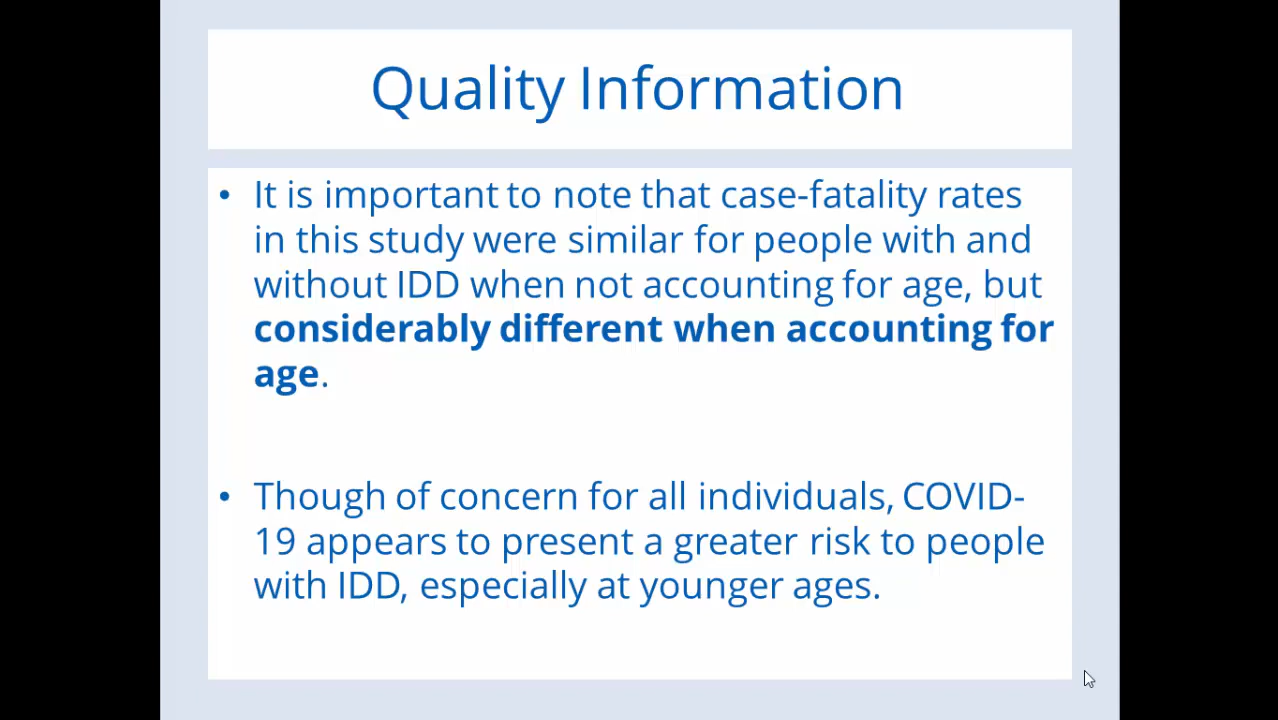 Quality Information
• It is important to note that case-fatality rates
in this study were similar for people with and
without IDD when not accounting for age, but
considerably different when accounting for
age.
• Though of concern for all individuals, COVID-
19 appears to present a greater risk to people
with IDD, especially at younger ages.